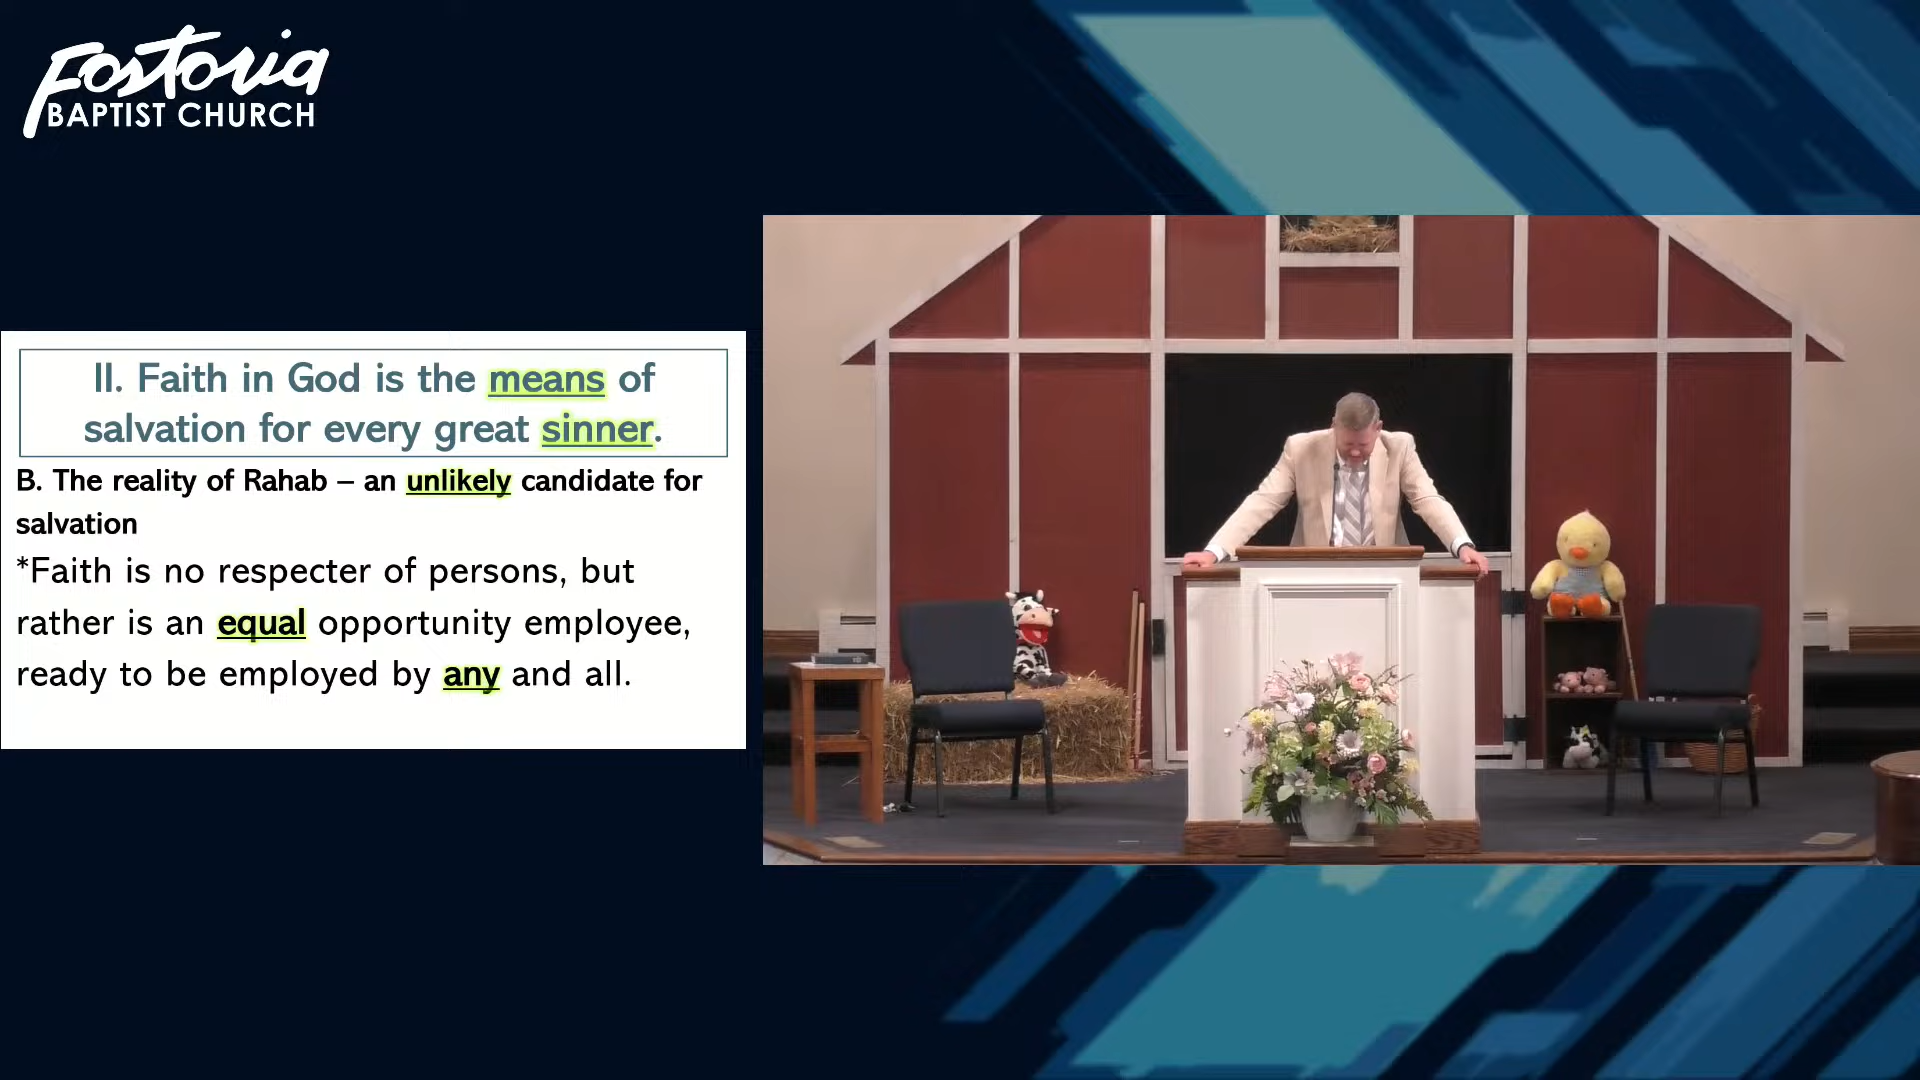 Fostoria
BAPTIST CHURCH
II. Faith in God is the means of
salvation for every great sinner.
B. The reality of Rahab – an unlikely candidate for
salvation
*Faith is no respecter of persons, but
rather is an equal opportunity employee,
ready to be employed by any and all.